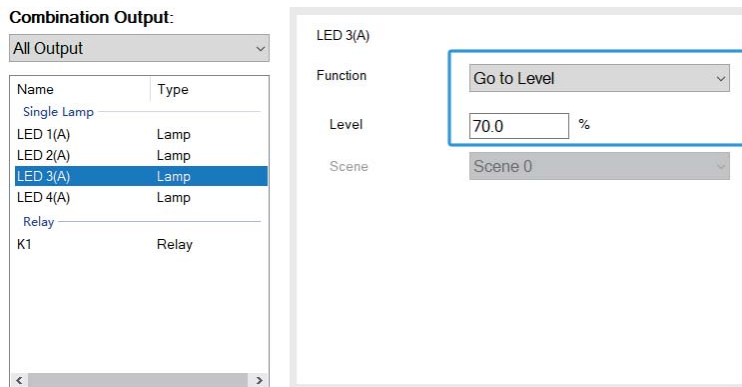 Combination Output:
All Output
Name Type
Single Lamp
LED 1(A) Lamp
LED 2(A) Lamp
LED 3(A) Lamp
LED 4(A) Lamp
Relay
K1 Relay
LED 3(A)
Function Go to Level
Level 70.0 %
Scene Scene 0